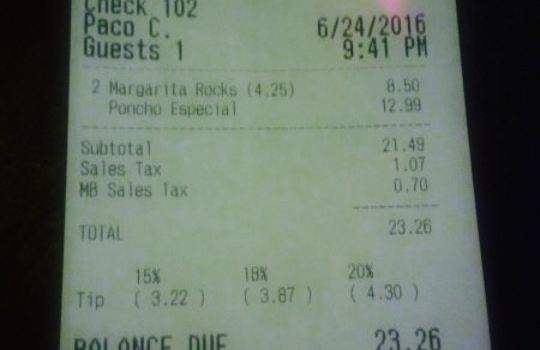 Check 102
Paco C. 6/24/2016
Guests 1 9:41 PM
2 Margarita Rocks (4.25) 8.50
Poncho Especial 12.99
Subtotal 21.49
Sales Tax 1.07
MB Sales Tax 0.70
TOTAL 23.26
15% 18% 20%
Tip ( 3.22 ) ( 3.87 ) ( 4.30 )
BALANCE DUE 23.26